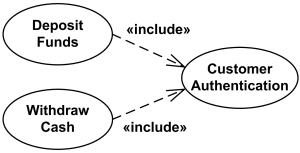 Deposit
Funds
«include»
Customer
Authentication
Withdraw
Cash
«include»